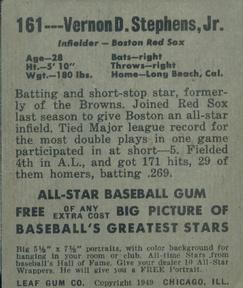 161---Vernon D. Stephens, Jr.
Infielder - Boston Red Sox
Age-28 Bats-right
Ht.-5' 10" Throws-right
Wgt.-180 lbs. Home-Long Beach, Cal.
Batting and short-stop star, former-
ly of the Browns. Joined Red Sox
last season to give Boston an all-star
infield. Tied Major league record for
the most double plays in one game
participated in at short-5. Fielded
4th in A.L., and got 171 hits, 29 of
them homers, batting .269.
ALL-STAR BASEBALL GUM
FREE OF ANY EXTRA COST BIG PICTURE OF
BASEBALL'S GREATEST STARS
Big 5½" x 7½" portraits, with color background for
hanging in your room or club. All-time Stars from
baseball's Hall of Fame. Give your dealer 10 All-Star
Wrappers. He will give you a FREE Portrait.
LEAF GUM CO. Copyright 1949 CHICAGO, ILL.